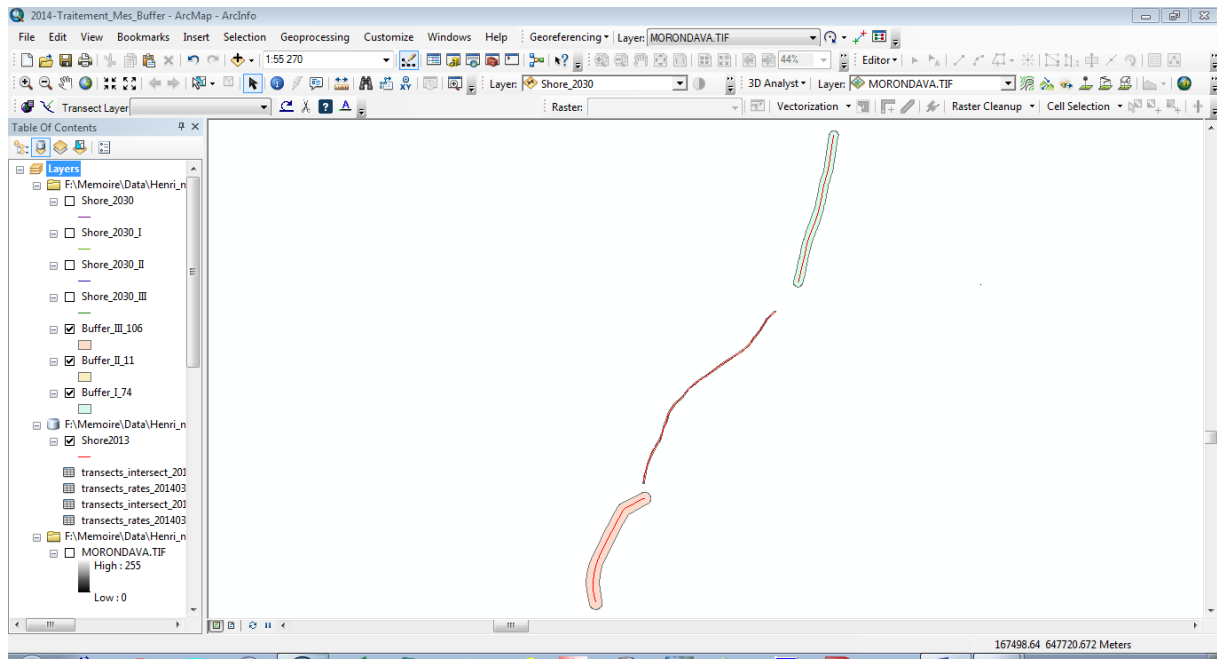 2014-Traitement_Mes_Buffer - ArcMap - ArcInfo
File Edit View Bookmarks Insert Selection Geoprocessing Customize Windows Help Georeferencing Layer: MORONDAVA.TIF
1:55 270 44% Editor
Layer: Shore_2030 3D Analyst Layer: MORONDAVA.TIF
Transect Layer Raster: Vectorization Raster Cleanup Cell Selection
Table Of Contents
Layers
F:\Memoire\Data\Henri_n
Shore_2030
Shore_2030_I
Shore_2030_II
Shore_2030_III
Buffer_III_106
Buffer_II_11
Buffer_I_74
F:\Memoire\Data\Henri_n
Shore2013
transects_intersect_201
transects_rates_201403
transects_intersect_201
transects_rates_201403
F:\Memoire\Data\Henri_n
MORONDAVA.TIF
High : 255
Low : 0
167498.64 647720.672 Meters